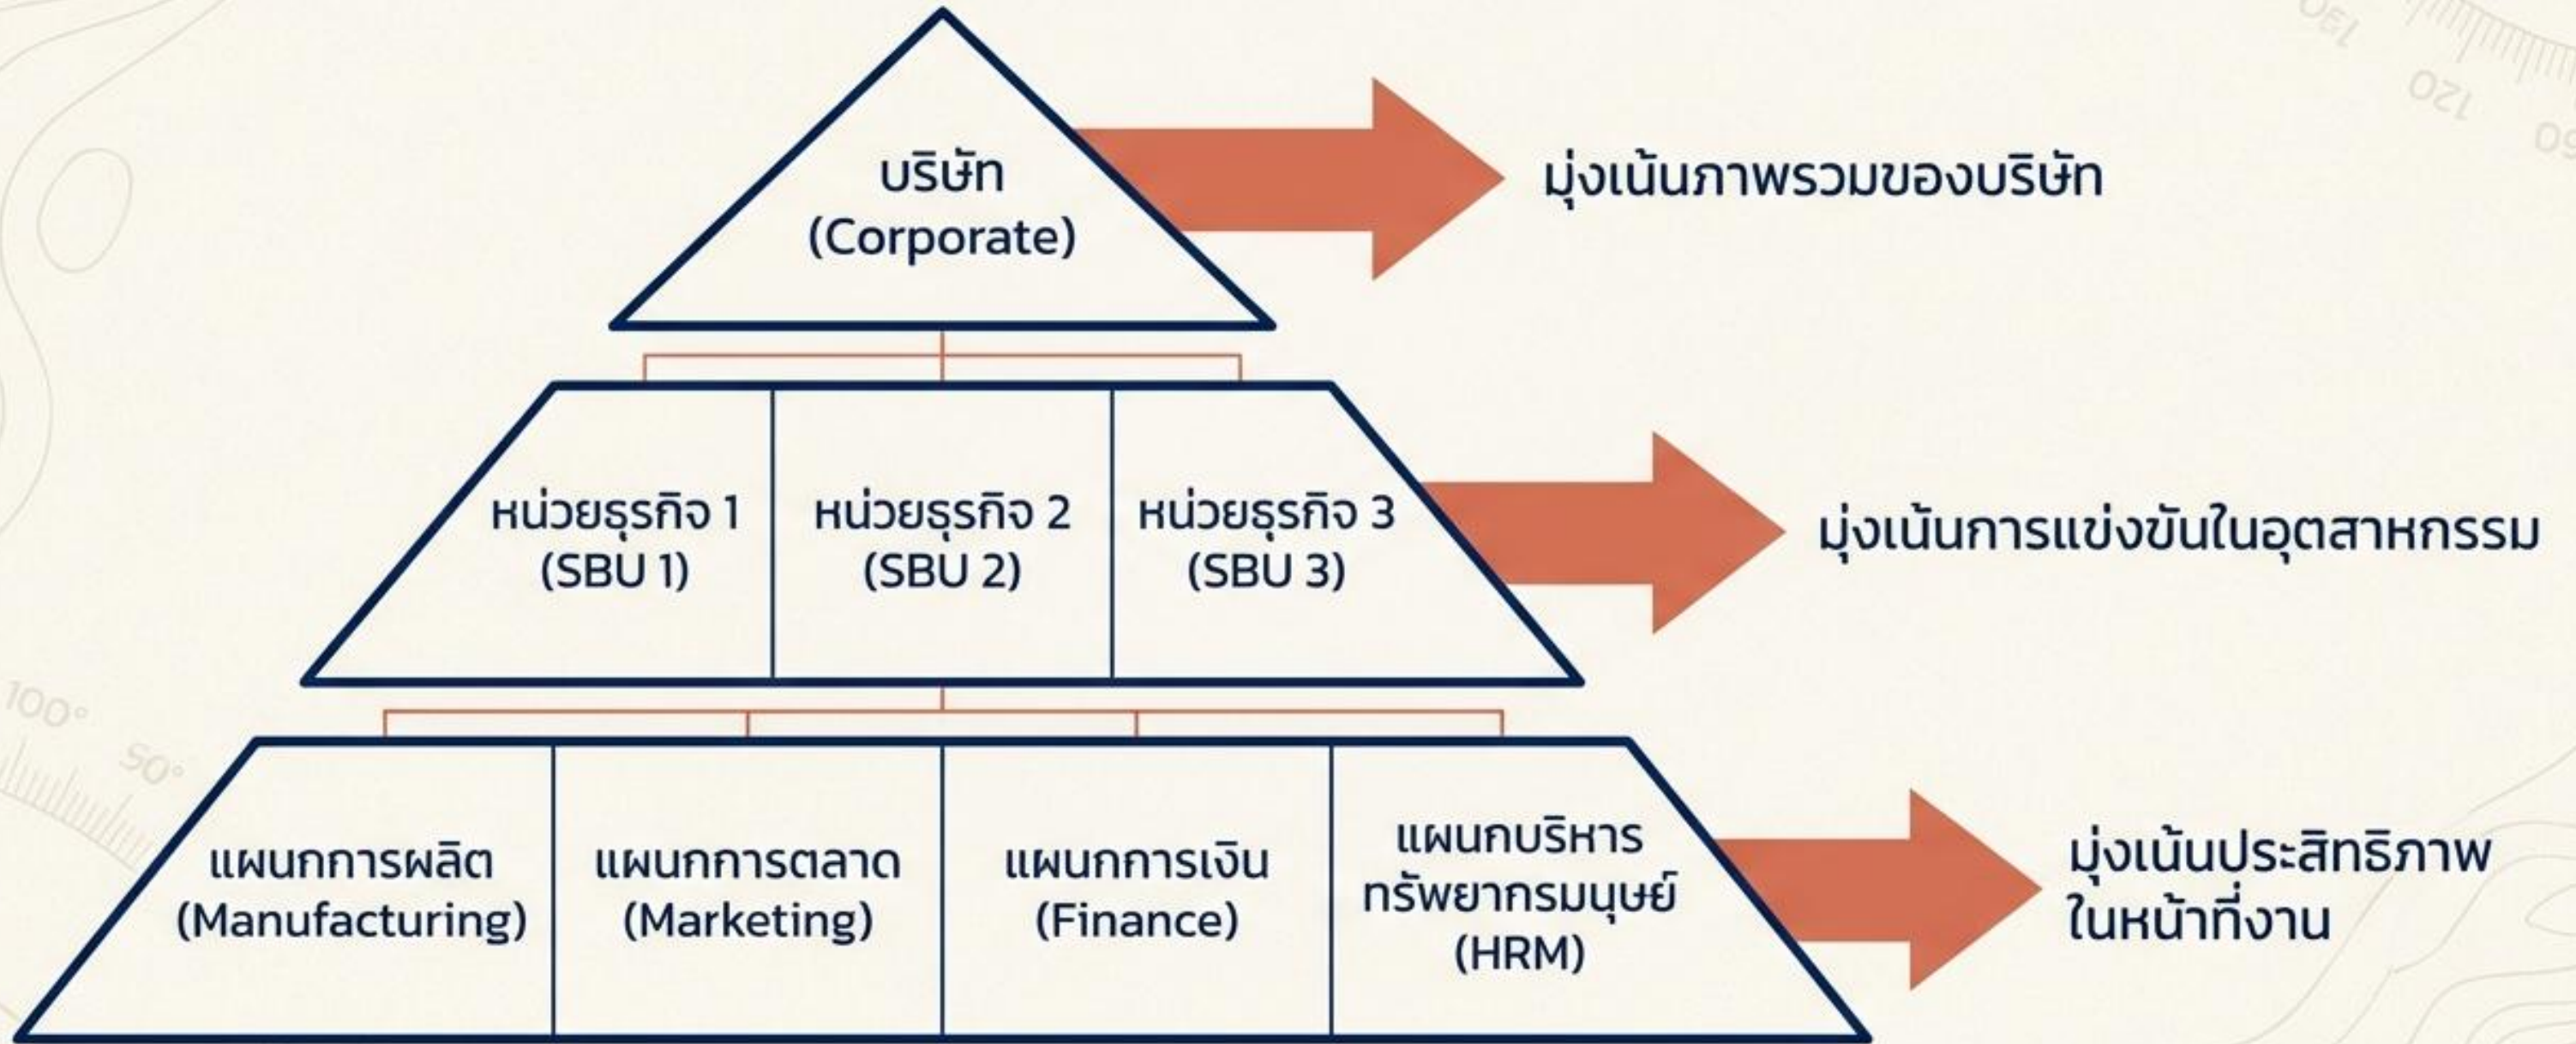 บริษัท
(Corporate)
มุ่งเน้นภาพรวมของบริษัท
หน่วยธุรกิจ 1
(SBU 1)
หน่วยธุรกิจ 2
(SBU 2)
หน่วยธุรกิจ 3
(SBU 3)
มุ่งเน้นการแข่งขันในอุตสาหกรรม
แผนกการผลิต
(Manufacturing)
แผนกการตลาด
(Marketing)
แผนกการเงิน
(Finance)
แผนกบริหาร
ทรัพยากรมนุษย์
(HRM)
มุ่งเน้นประสิทธิภาพ
ในหน้าที่งาน
130
120
100°
50°